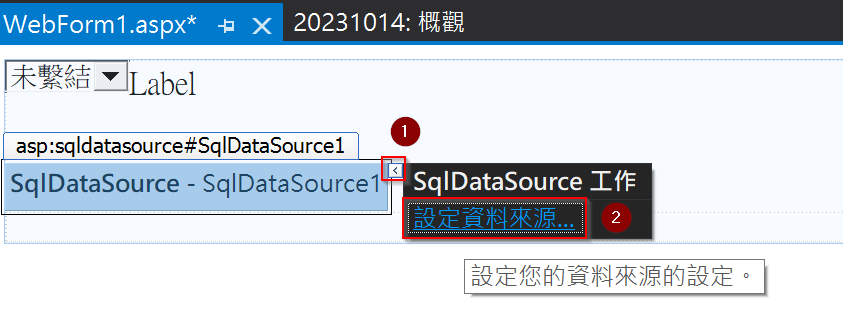 WebForm1.aspx*
20231014: 概觀
未繫結
Label
1
asp:sqldatasource#SqlDataSource1
SqlDataSource - SqlDataSource1
SqlDataSource 工作
設定資料來源...
2
設定您的資料來源的設定。